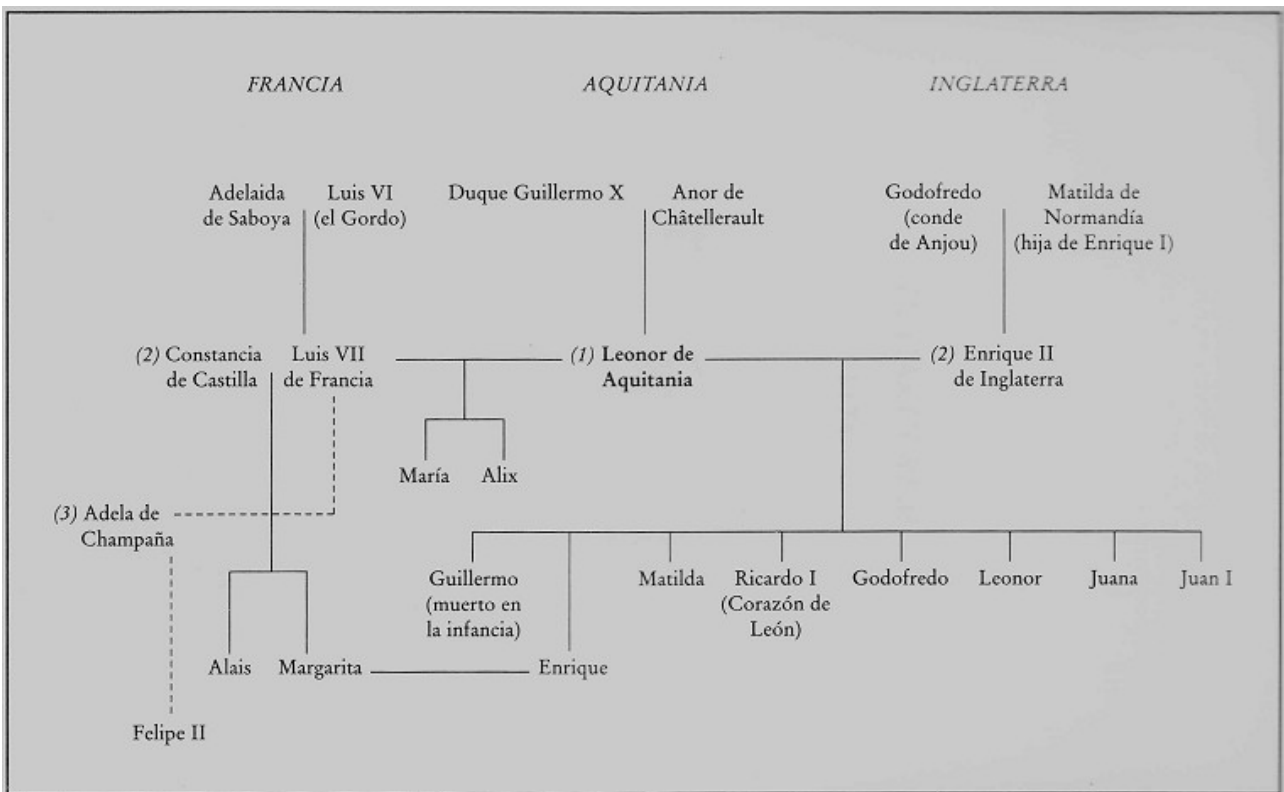 FRANCIA
AQUITANIA
INGLATERRA
Adelaida
de Saboya
Luis VI
(el Gordo)
Duque Guillermo X
Anor de
Châtellerault
Godofredo
(conde
de Anjou)
Matilda de
Normandía
(hija de Enrique I)
(2) Constancia
de Castilla
Luis VII
de Francia
(1) Leonor de
Aquitania
(2) Enrique II
de Inglaterra
María
Alix
(3) Adela de
Champaña
Guillermo
(muerto en
la infancia)
Matilda
Ricardo I
(Corazón de
León)
Godofredo
Leonor
Juana
Juan I
Alais
Margarita
Enrique
Felipe II